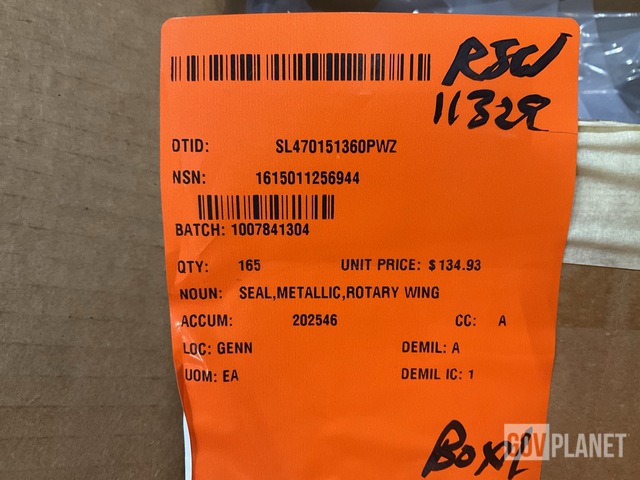 RSW
11329
DTID: SL470151360PWZ
NSN: 1615011256944
BATCH: 1007841304
QTY: 165 UNIT PRICE: $134.93
NOUN: SEAL,METALLIC,ROTARY WING
ACCUM: 202546 CC: A
LOC: GENN DEMIL: A
UOM: EA DEMIL IC: 1
GOVPLANET